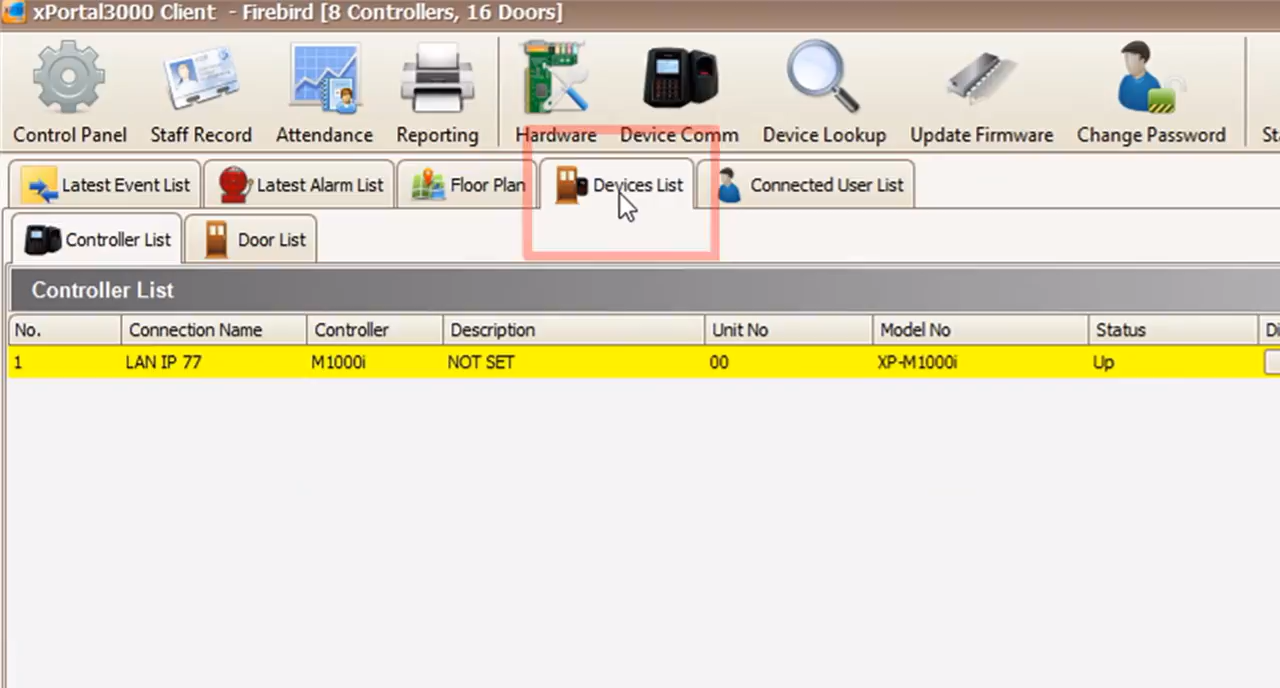 xPortal3000 Client - Firebird [8 Controllers, 16 Doors]
Control Panel Staff Record Attendance Reporting Hardware Device Comm Device Lookup Update Firmware Change Password
Latest Event List Latest Alarm List Floor Plan Devices List Connected User List
Controller List Door List
Controller List
No. Connection Name Controller Description Unit No Model No Status
1 LAN IP 77 M1000i NOT SET 00 XP-M1000i Up